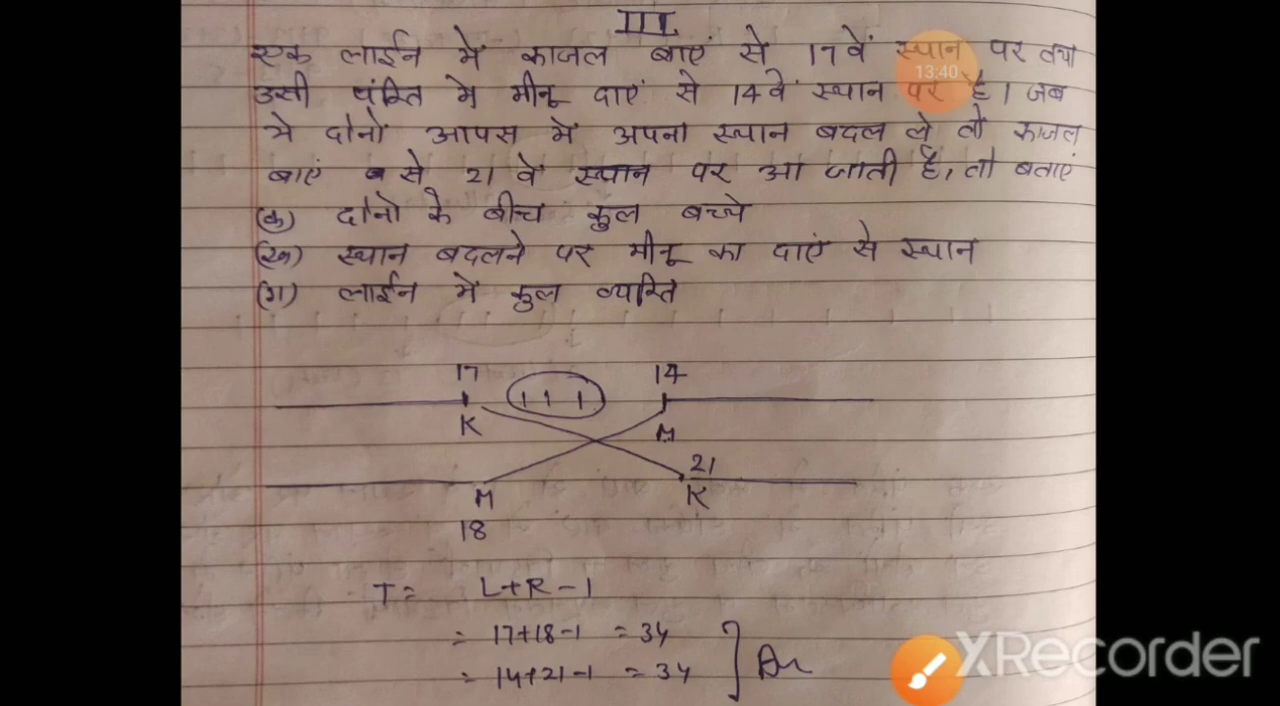 III
एक लाईन में काजल बाएं से 17वें स्थान पर तथा
13:40
उसी पंक्ति में मीनू दाएं से 14वें स्थान पर है। जब
ये दोनों आपस में अपना स्थान बदल ले तो काजल
बाएं से 21 वें स्थान पर आ जाती है, तो बताएं
(क) दोनों के बीच कुल बच्चे
(ख) स्थान बदलने पर मीनू का दाएं से स्थान
(ग) लाईन में कुल व्यक्ति
17 14
K M
21
M K
18
T = L+R-1
= 17+18-1 = 34
= 14+21-1 = 34
XRecorder